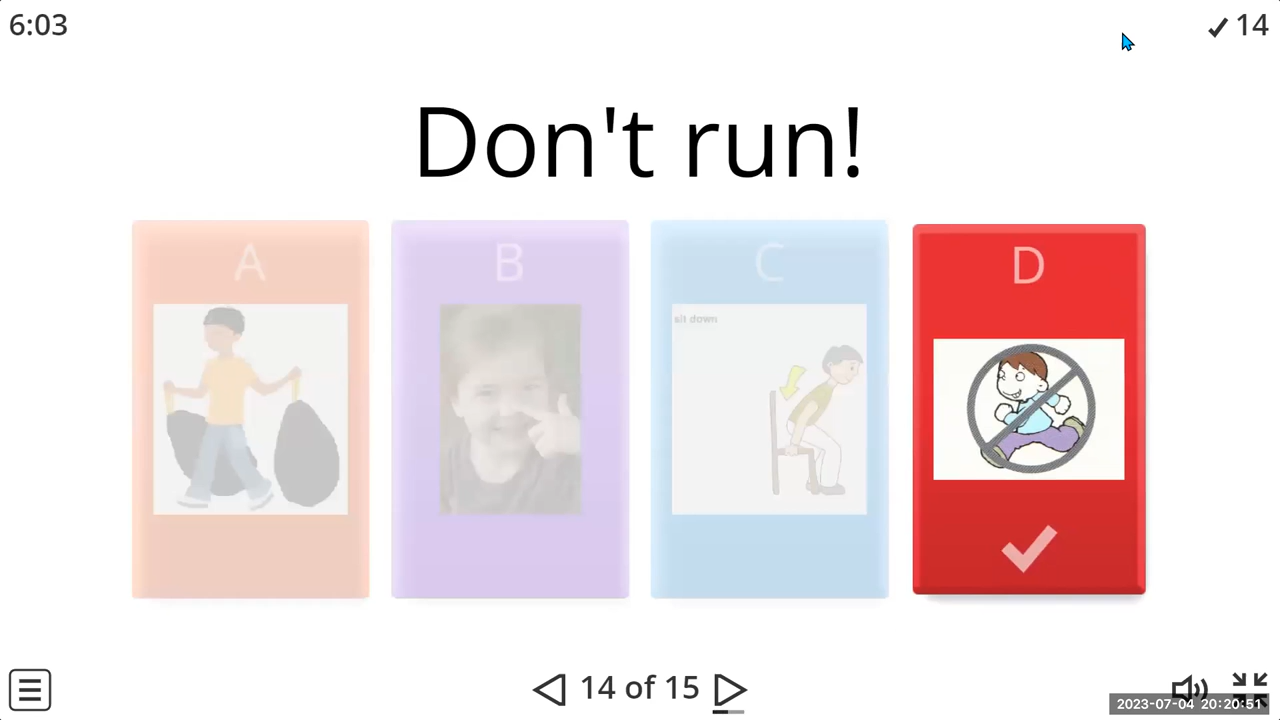 6:03
14
Don't run!
A
B
C
D
sit down
14 of 15
2023-07-04 20:20:51